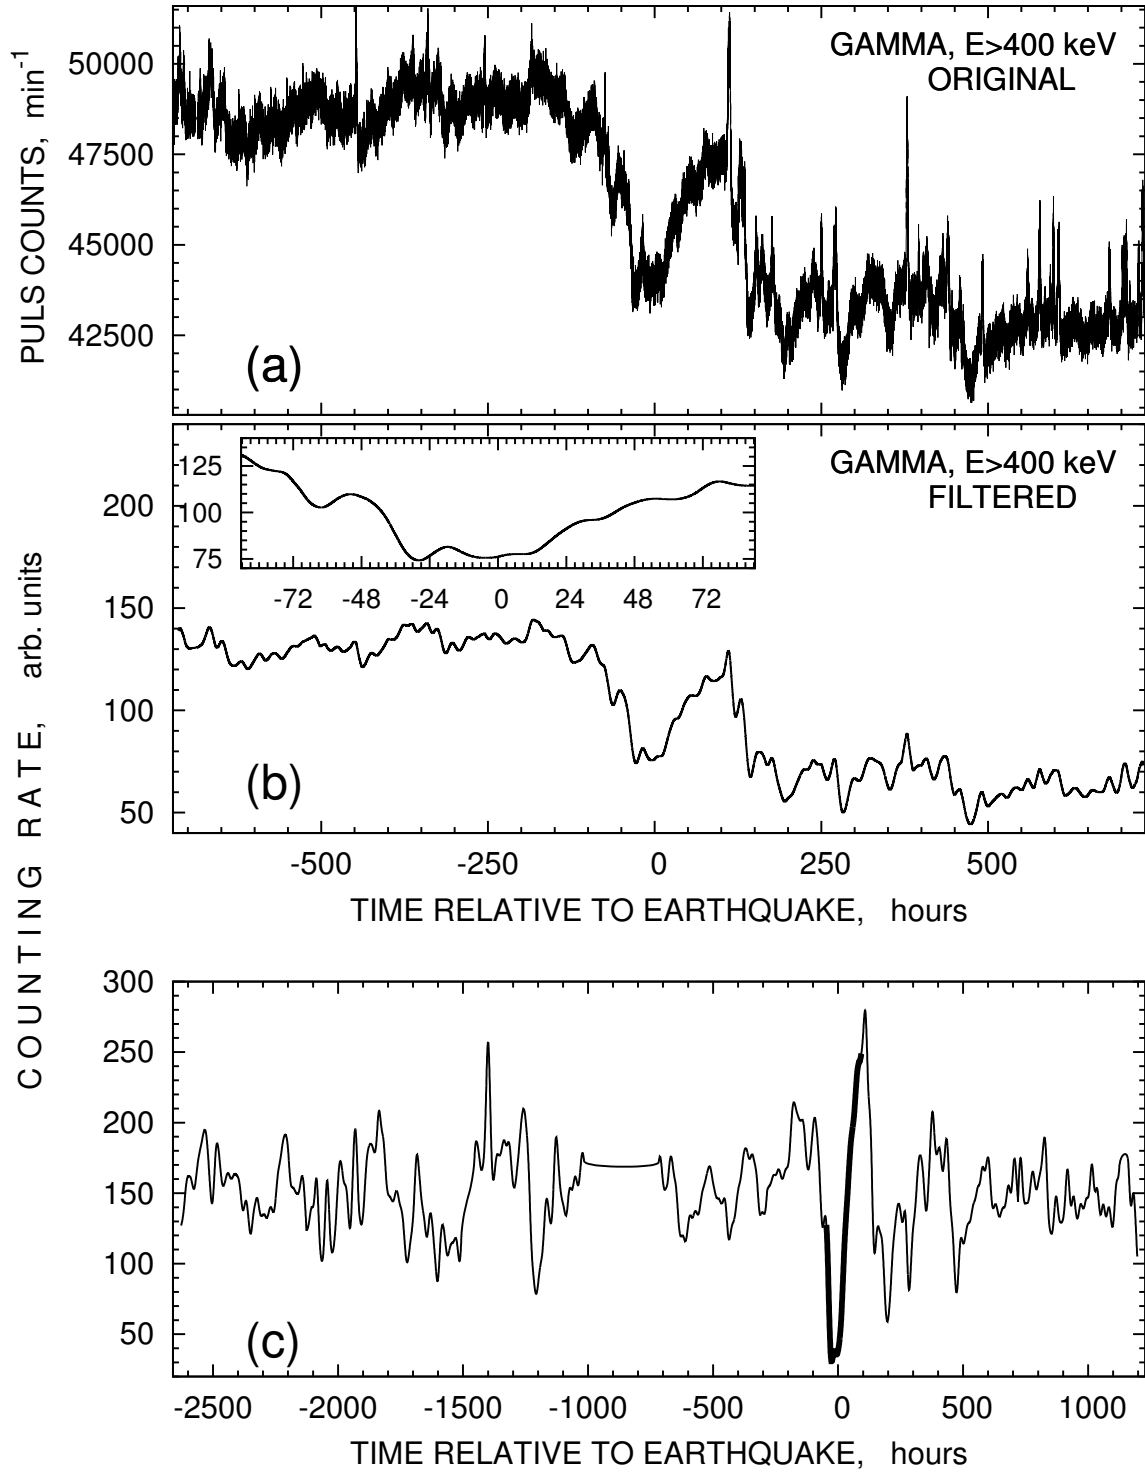 GAMMA, E>400 keV
ORIGINAL
PULS COUNTS, min-1
50000
47500
45000
42500
(a)
GAMMA, E>400 keV
FILTERED
125
100
75
-72 -48 -24 0 24 48 72
200
150
100
50
(b)
-500 -250 0 250 500
TIME RELATIVE TO EARTHQUAKE, hours
COUNTING RATE, arb. units
300
250
200
150
100
50
(c)
-2500 -2000 -1500 -1000 -500 0 500 1000
TIME RELATIVE TO EARTHQUAKE, hours